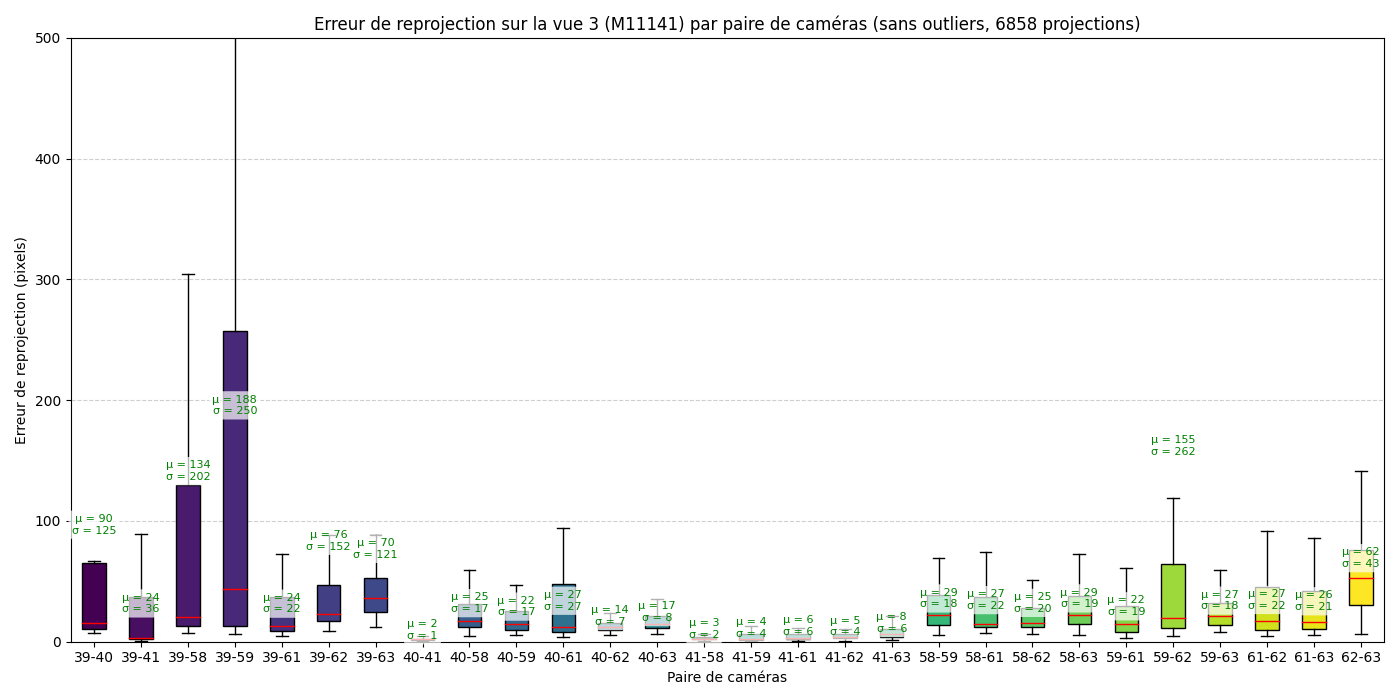 Erreur de reprojection sur la vue 3 (M11141) par paire de caméras (sans outliers, 6858 projections)
Erreur de reprojection (pixels)
500
400
300
200
100
0
μ = 90
σ = 125
μ = 24
σ = 36
μ = 134
σ = 202
μ = 188
σ = 250
μ = 24
σ = 22
μ = 76
σ = 152
μ = 70
σ = 121
μ = 2
σ = 1
μ = 25
σ = 17
μ = 22
σ = 17
μ = 27
σ = 27
μ = 14
σ = 7
μ = 17
σ = 8
μ = 3
σ = 2
μ = 4
σ = 4
μ = 6
σ = 6
μ = 5
σ = 4
μ = 8
σ = 6
μ = 29
σ = 18
μ = 27
σ = 22
μ = 25
σ = 20
μ = 29
σ = 19
μ = 22
σ = 19
μ = 155
σ = 262
μ = 27
σ = 18
μ = 27
σ = 22
μ = 26
σ = 21
μ = 62
σ = 43
39-40 39-41 39-58 39-59 39-61 39-62 39-63 40-41 40-58 40-59 40-61 40-62 40-63 41-58 41-59 41-61 41-62 41-63 58-59 58-61 58-62 58-63 59-61 59-62 59-63 61-62 61-63 62-63
Paire de caméras